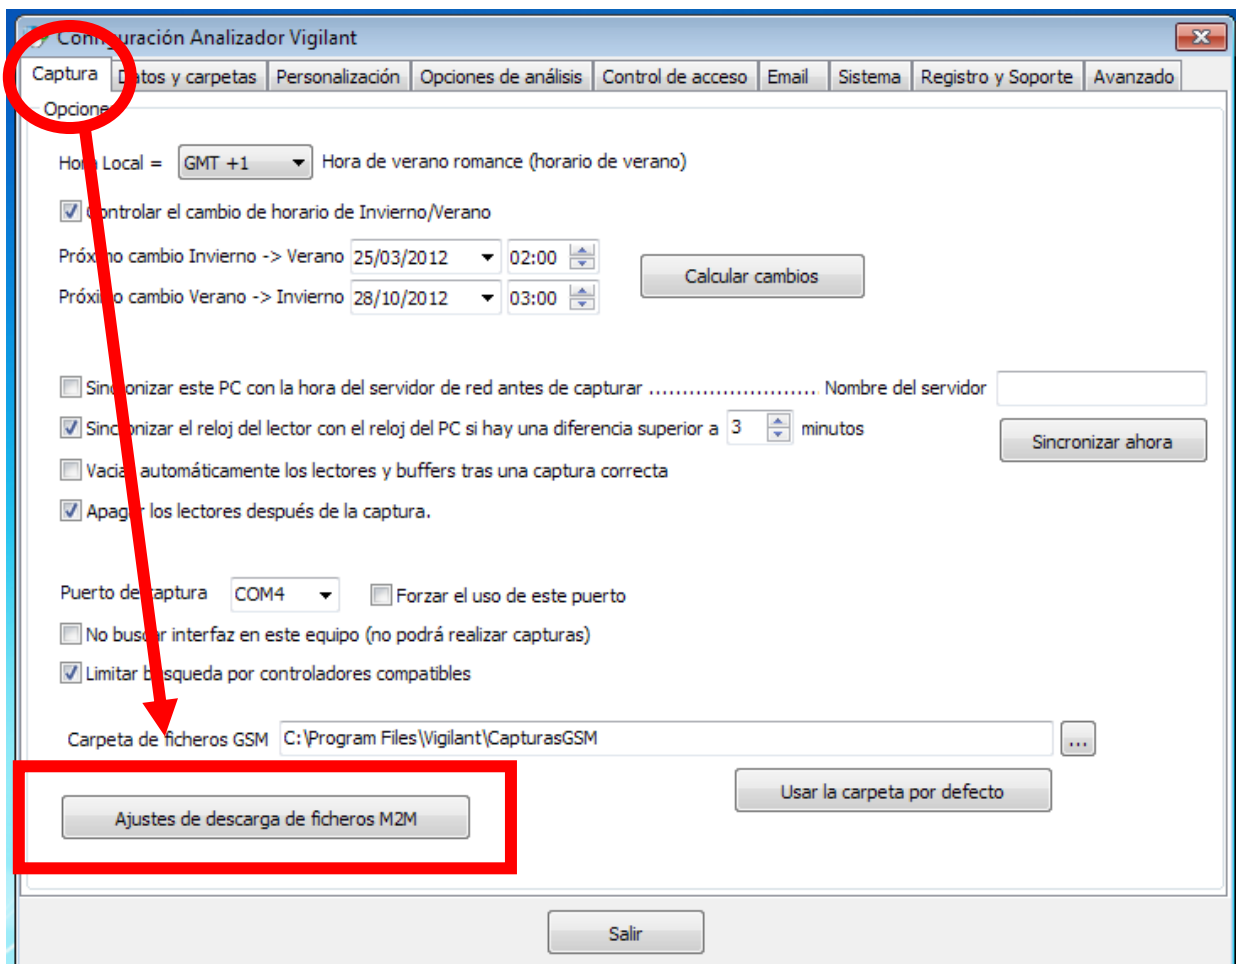 Configuración Analizador Vigilant
Captura Datos y carpetas Personalización Opciones de análisis Control de acceso Email Sistema Registro y Soporte Avanzado
Opciones
Hora Local = GMT +1 Hora de verano romance (horario de verano)
Controlar el cambio de horario de Invierno/Verano
Próximo cambio Invierno -> Verano 25/03/2012 02:00
Calcular cambios
Próximo cambio Verano -> Invierno 28/10/2012 03:00
Sincronizar este PC con la hora del servidor de red antes de capturar ......................... Nombre del servidor
Sincronizar el reloj del lector con el reloj del PC si hay una diferencia superior a 3 minutos
Sincronizar ahora
Vaciar automáticamente los lectores y buffers tras una captura correcta
Apagar los lectores después de la captura.
Puerto de captura COM4 Forzar el uso de este puerto
No buscar interfaz en este equipo (no podrá realizar capturas)
Limitar búsqueda por controladores compatibles
Carpeta de ficheros GSM C:\Program Files\Vigilant\CapturasGSM ...
Usar la carpeta por defecto
Ajustes de descarga de ficheros M2M
Salir